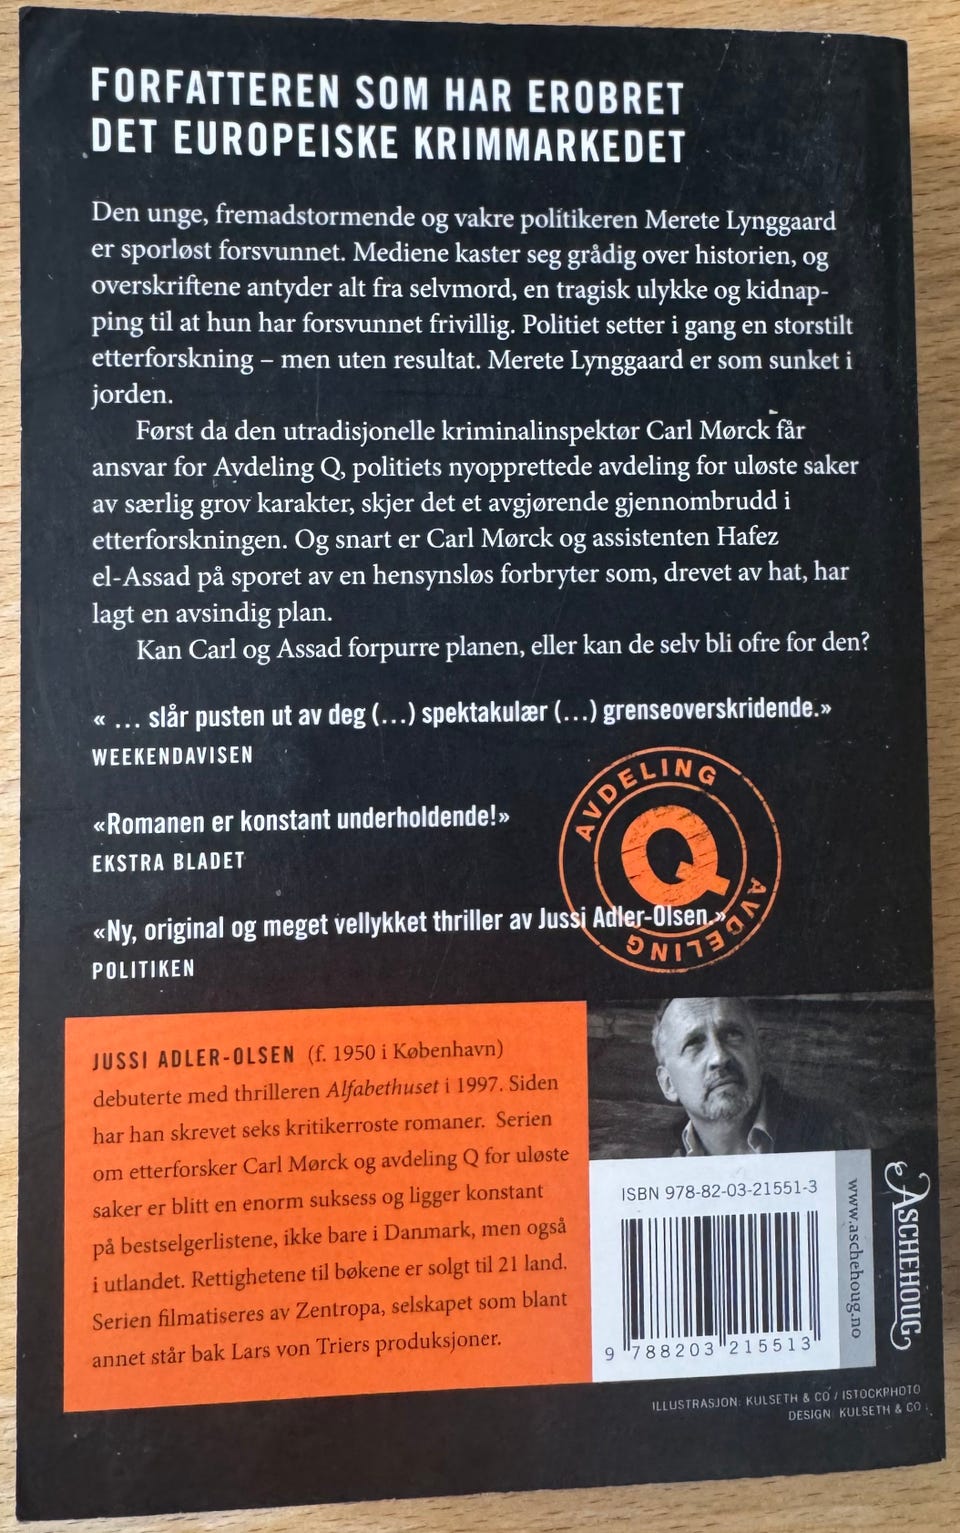 FORFATTEREN SOM HAR EROBRET
DET EUROPEISKE KRIMMARKEDET
Den unge, fremadstormende og vakre politikeren Merete Lynggaard
er sporløst forsvunnet. Mediene kaster seg grådig over historien, og
overskriftene antyder alt fra selvmord, en tragisk ulykke og kidnap-
ping til at hun har forsvunnet frivillig. Politiet setter i gang en storstilt
etterforskning – men uten resultat. Merete Lynggaard er som sunket i
jorden.
Først da den utradisjonelle kriminalinspektør Carl Mørck får
ansvar for Avdeling Q, politiets nyopprettede avdeling for uløste saker
av særlig grov karakter, skjer det et avgjørende gjennombrudd i
etterforskningen. Og snart er Carl Mørck og assistenten Hafez
el-Assad på sporet av en hensynsløs forbryter som, drevet av hat, har
lagt en avsindig plan.
Kan Carl og Assad forpurre planen, eller kan de selv bli ofre for den?
« ... slår pusten ut av deg (...) spektakulær (...) grenseoverskridende.»
WEEKENDAVISEN
«Romanen er konstant underholdende!»
EKSTRA BLADET
«Ny, original og meget vellykket thriller av Jussi Adler-Olsen.»
POLITIKEN
AVDELING
Q
AVDELING
JUSSI ADLER-OLSEN (f. 1950 i København)
debuterte med thrilleren Alfabethuset i 1997. Siden
har han skrevet seks kritikerroste romaner. Serien
om etterforsker Carl Mørck og avdeling Q for uløste
saker er blitt en enorm suksess og ligger konstant
på bestselgerlistene, ikke bare i Danmark, men også
i utlandet. Rettighetene til bøkene er solgt til 21 land.
Serien filmatiseres av Zentropa, selskapet som blant
annet står bak Lars von Triers produksjoner.
ISBN 978-82-03-21551-3
9 788203 215513
www.aschehoug.no
ASCHEHOUG
ILLUSTRASJON: KULSETH & CO / ISTOCKPHOTO
DESIGN: KULSETH & CO